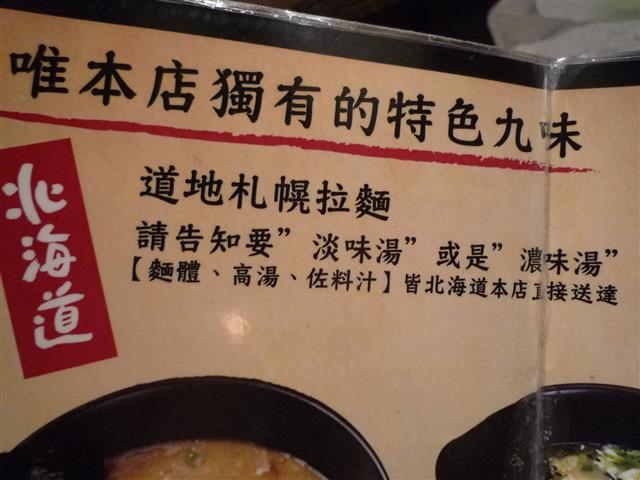 唯本店獨有的特色九味
北海道
道地札幌拉麵
請告知要”淡味湯”或是”濃味湯”
【麵體、高湯、佐料汁】皆北海道本店直接送達